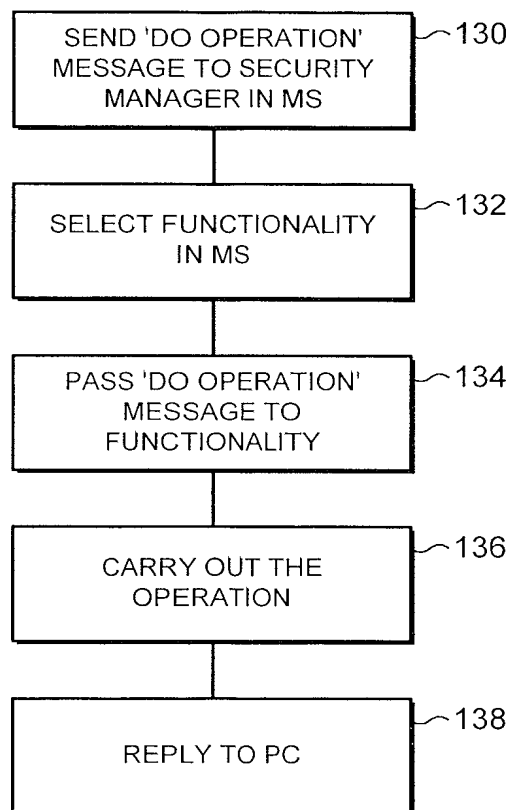 SEND 'DO OPERATION'
MESSAGE TO SECURITY
MANAGER IN MS
130
SELECT FUNCTIONALITY
IN MS
132
PASS 'DO OPERATION'
MESSAGE TO
FUNCTIONALITY
134
CARRY OUT THE
OPERATION
136
REPLY TO PC
138